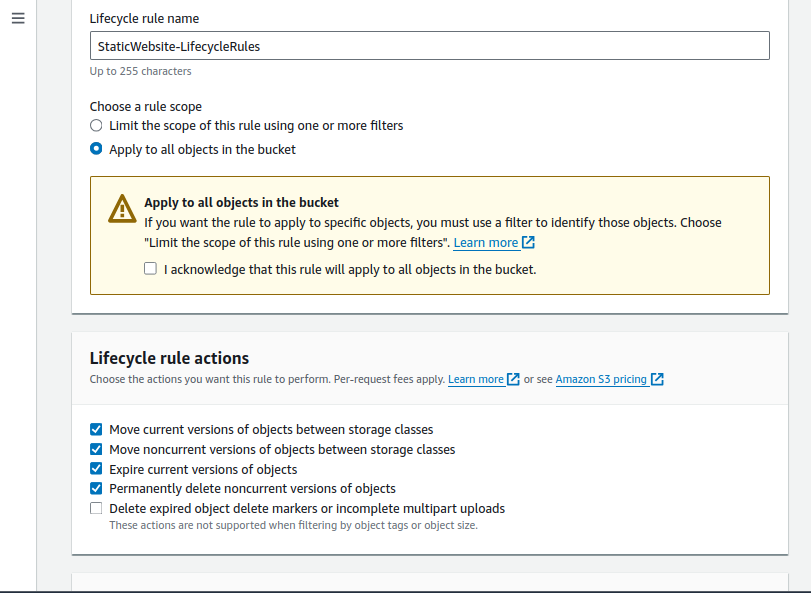 Lifecycle rule name
StaticWebsite-LifecycleRules
Up to 255 characters
Choose a rule scope
Limit the scope of this rule using one or more filters
Apply to all objects in the bucket
Apply to all objects in the bucket
If you want the rule to apply to specific objects, you must use a filter to identify those objects. Choose
"Limit the scope of this rule using one or more filters". Learn more
I acknowledge that this rule will apply to all objects in the bucket.
Lifecycle rule actions
Choose the actions you want this rule to perform. Per-request fees apply. Learn more or see Amazon S3 pricing
Move current versions of objects between storage classes
Move noncurrent versions of objects between storage classes
Expire current versions of objects
Permanently delete noncurrent versions of objects
Delete expired object delete markers or incomplete multipart uploads
These actions are not supported when filtering by object tags or object size.